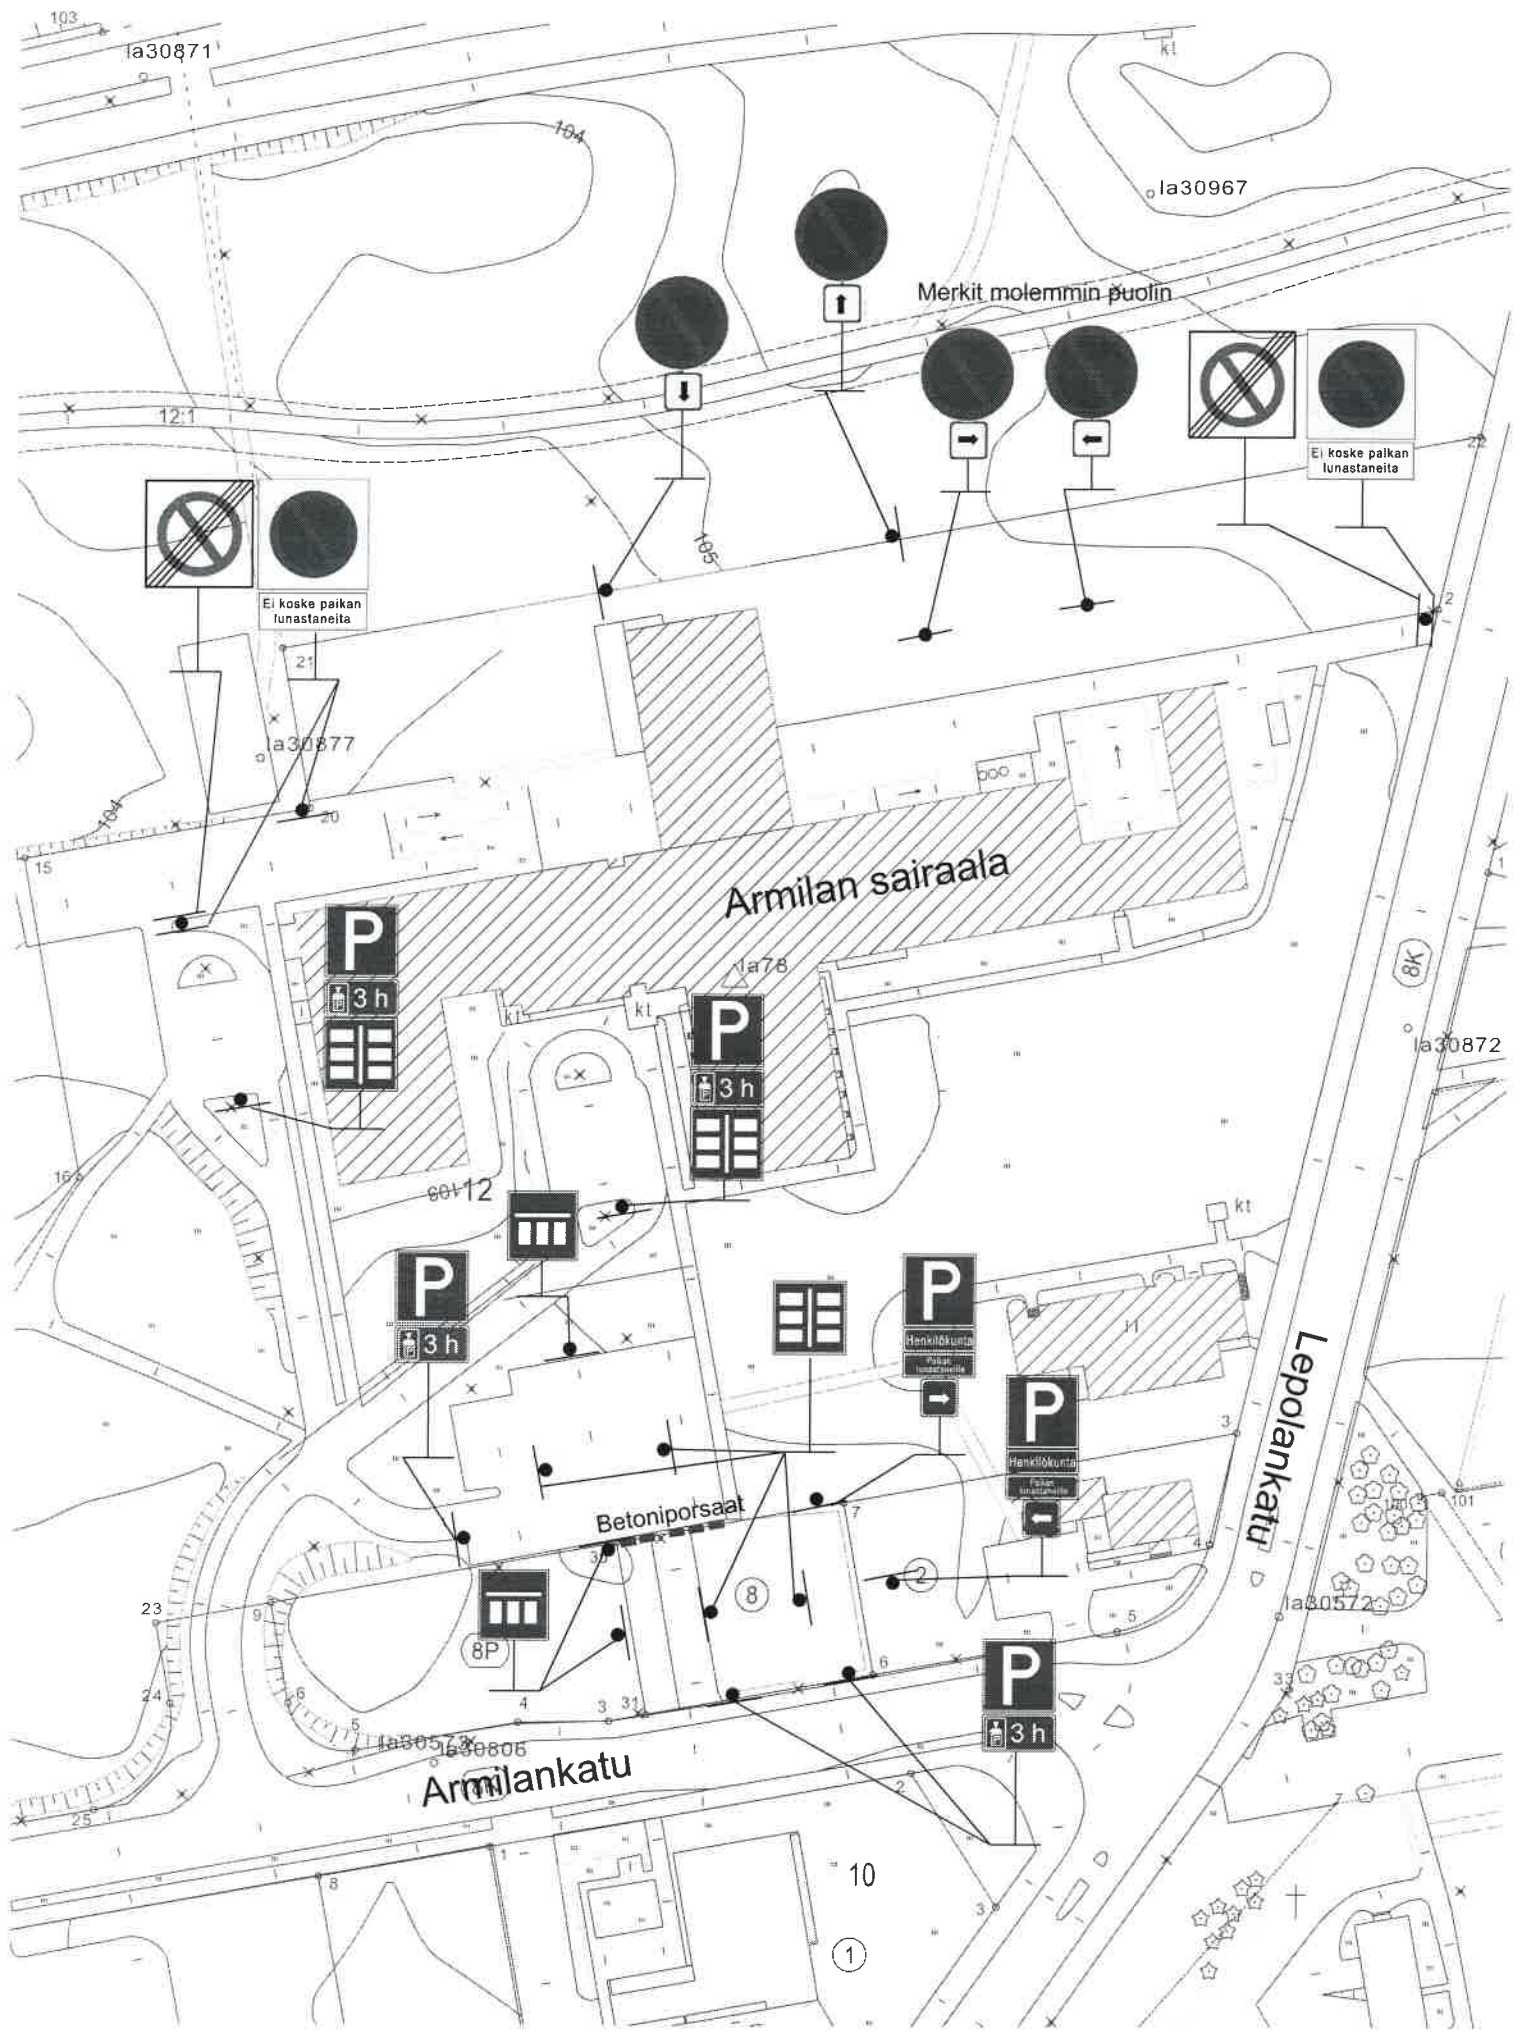 103
la30871
kt
104
la30967
Merkit molemmin puolin
12:1
22
Ei koske paikan
lunastaneita
105
Ei koske paikan
lunastaneita
2
21
la30877
104
20
15
1
Armilan sairaala
P
3 h
la78
8K
kt
kt
P
3 h
la30872
16
105
12
kt
P
3 h
P
Henkilökunta
Paikan
lunastaneille
P
Henkilökunta
Paikan
lunastaneille
3
Lepolankatu
101
Betoniporsaat
7
30
4
8
2
23
9
la30572
5
8P
6
P
3 h
33
24
6
4
3
31
5
la30573
la30806
Armilankatu
2
7
25
1
8
10
3
1